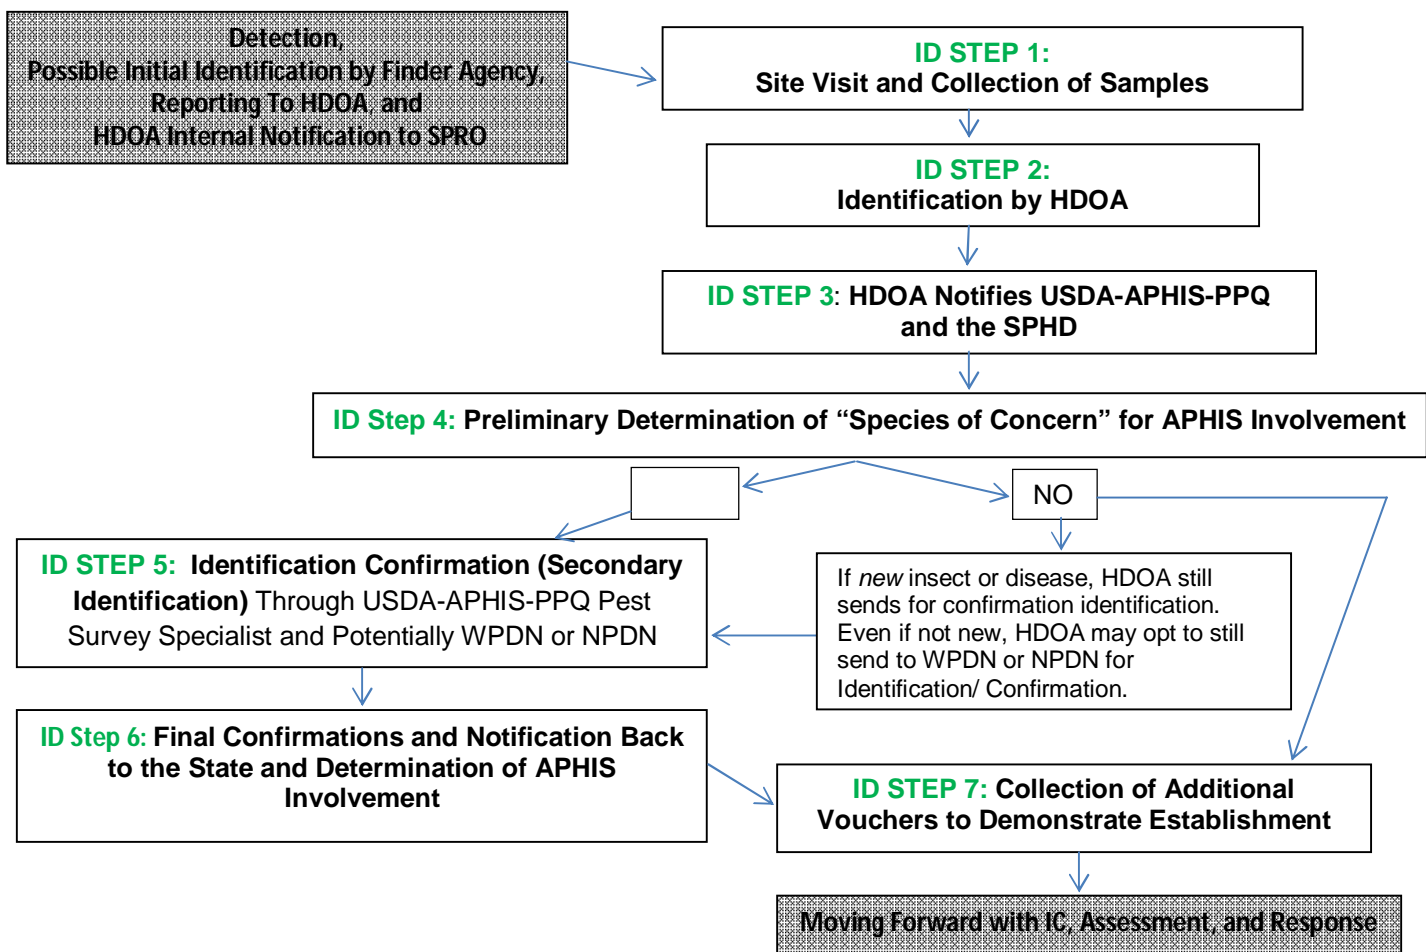 Detection,
Possible Initial Identification by Finder Agency,
Reporting To HDOA, and
HDOA Internal Notification to SPRO
ID STEP 1:
Site Visit and Collection of Samples
ID STEP 2:
Identification by HDOA
ID STEP 3: HDOA Notifies USDA-APHIS-PPQ
and the SPHD
ID Step 4: Preliminary Determination of “Species of Concern” for APHIS Involvement
NO
ID STEP 5: Identification Confirmation (Secondary
Identification) Through USDA-APHIS-PPQ Pest
Survey Specialist and Potentially WPDN or NPDN
If new insect or disease, HDOA still
sends for confirmation identification.
Even if not new, HDOA may opt to still
send to WPDN or NPDN for
Identification/ Confirmation.
ID Step 6: Final Confirmations and Notification Back
to the State and Determination of APHIS
Involvement
ID STEP 7: Collection of Additional
Vouchers to Demonstrate Establishment
Moving Forward with IC, Assessment, and Response